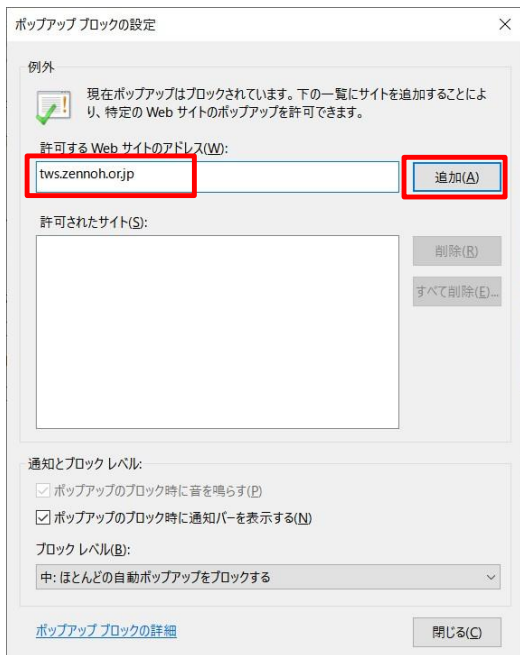 ポップアップ ブロックの設定
例外
現在ポップアップはブロックされています。下の一覧にサイトを追加することによ
り、特定の Web サイトのポップアップを許可できます。
許可する Web サイトのアドレス(W):
tws.zennoh.or.jp
追加(A)
許可されたサイト(S):
削除(R)
すべて削除(E)...
通知とブロック レベル:
ポップアップのブロック時に音を鳴らす(P)
ポップアップのブロック時に通知バーを表示する(N)
ブロック レベル(B):
中: ほとんどの自動ポップアップをブロックする
ポップアップ ブロックの詳細
閉じる(C)